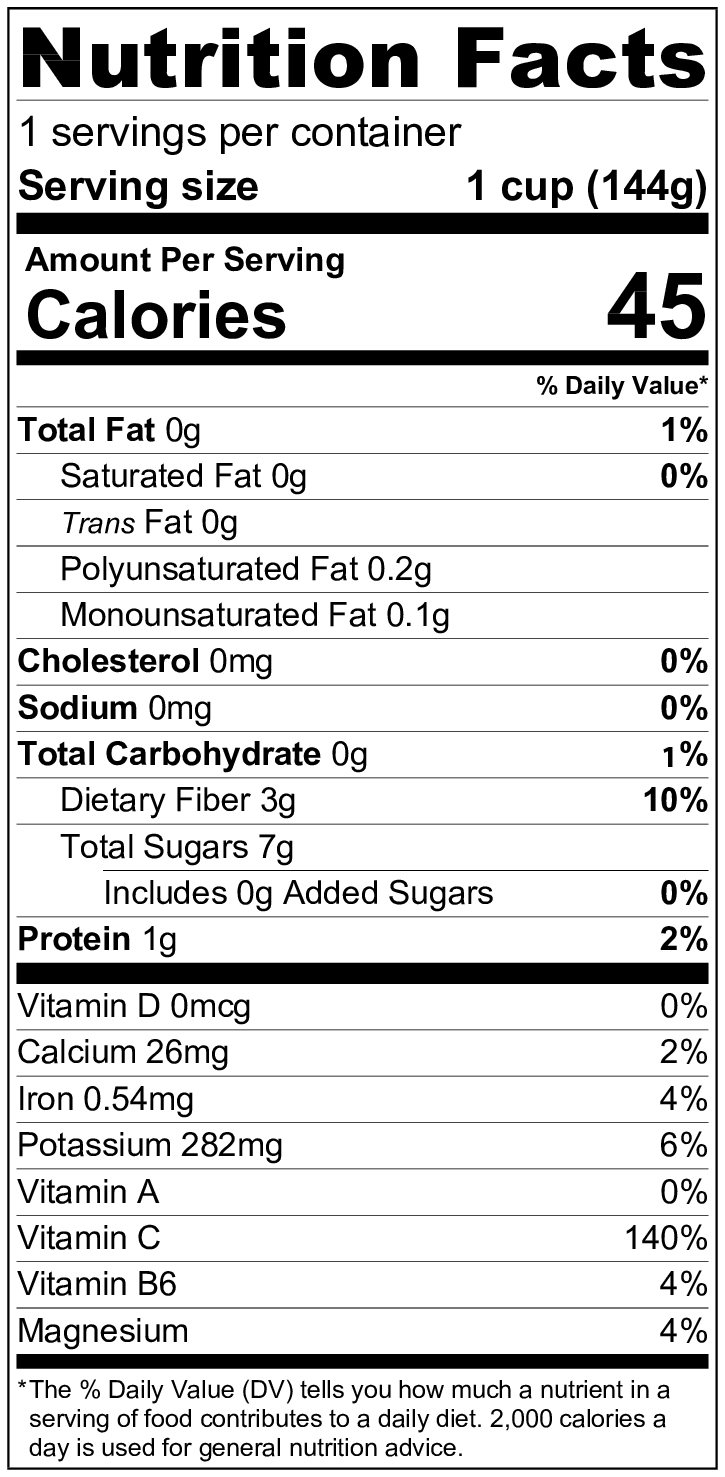 Nutrition Facts
1 servings per container
Serving size 1 cup (144g)
Amount Per Serving
Calories 45
% Daily Value*
Total Fat 0g 1%
Saturated Fat 0g 0%
Trans Fat 0g
Polyunsaturated Fat 0.2g
Monounsaturated Fat 0.1g
Cholesterol 0mg 0%
Sodium 0mg 0%
Total Carbohydrate 0g 1%
Dietary Fiber 3g 10%
Total Sugars 7g
Includes 0g Added Sugars 0%
Protein 1g 2%
Vitamin D 0mcg 0%
Calcium 26mg 2%
Iron 0.54mg 4%
Potassium 282mg 6%
Vitamin A 0%
Vitamin C 140%
Vitamin B6 4%
Magnesium 4%
*The % Daily Value (DV) tells you how much a nutrient in a
serving of food contributes to a daily diet. 2,000 calories a
day is used for general nutrition advice.